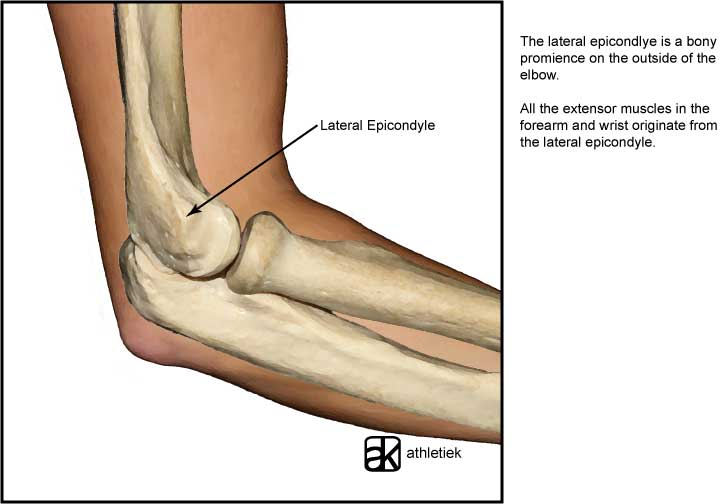 Lateral Epicondyle
The lateral epicondlye is a bony
promience on the outside of the
elbow.
All the extensor muscles in the
forearm and wrist originate from
the lateral epicondyle.
ak athletiek